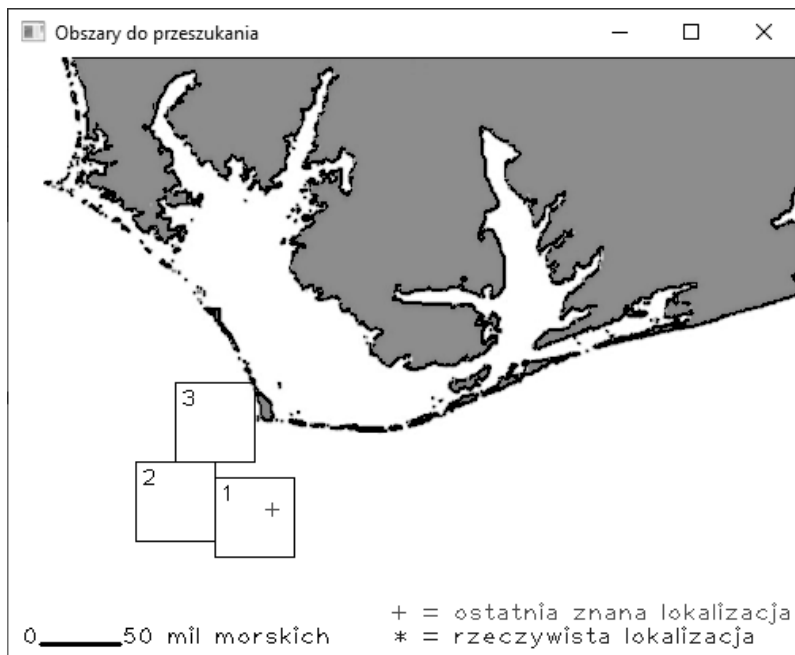 Obszary do przeszukania
3
2
1
+
+ = ostatnia znana lokalizacja
0 50 mil morskich
* = rzeczywista lokalizacja